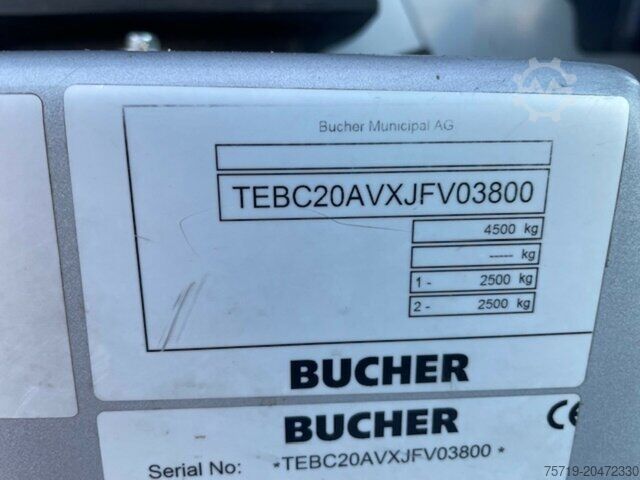 Bucher Municipal AG
TEBC20AVXJFV03800
4500 kg
----- kg
1 - 2500 kg
2 - 2500 kg
BUCHER
BUCHER CE
Serial No: *TEBC20AVXJFV03800*
75719-20472330